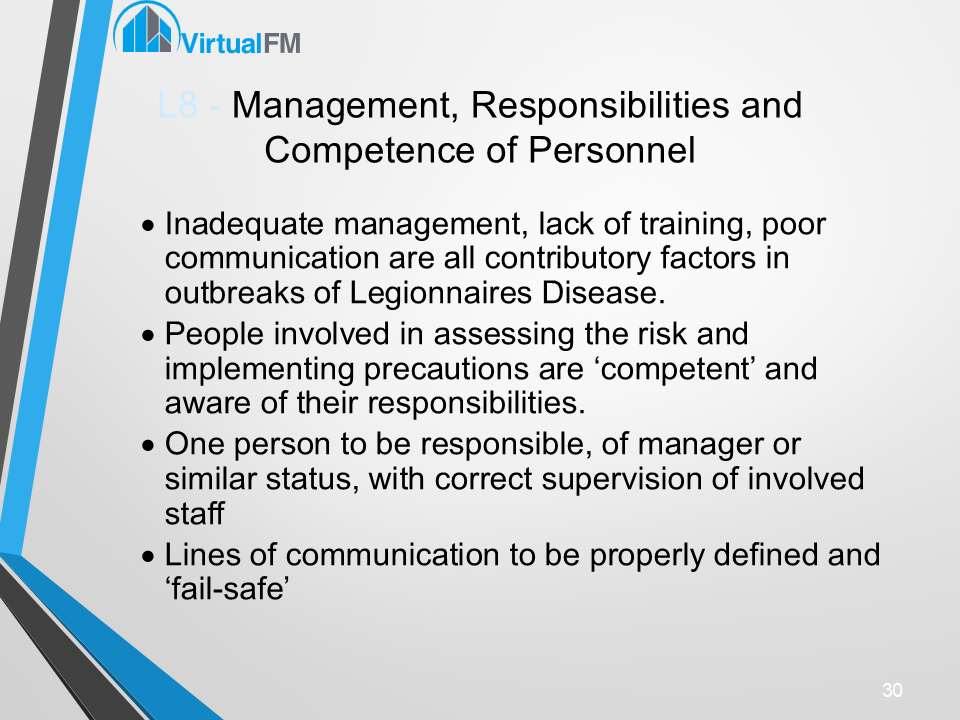 VirtualFM
L8 - Management, Responsibilities and
Competence of Personnel
• Inadequate management, lack of training, poor
communication are all contributory factors in
outbreaks of Legionnaires Disease.
• People involved in assessing the risk and
implementing precautions are ‘competent’ and
aware of their responsibilities.
• One person to be responsible, of manager or
similar status, with correct supervision of involved
staff
• Lines of communication to be properly defined and
‘fail-safe’
30